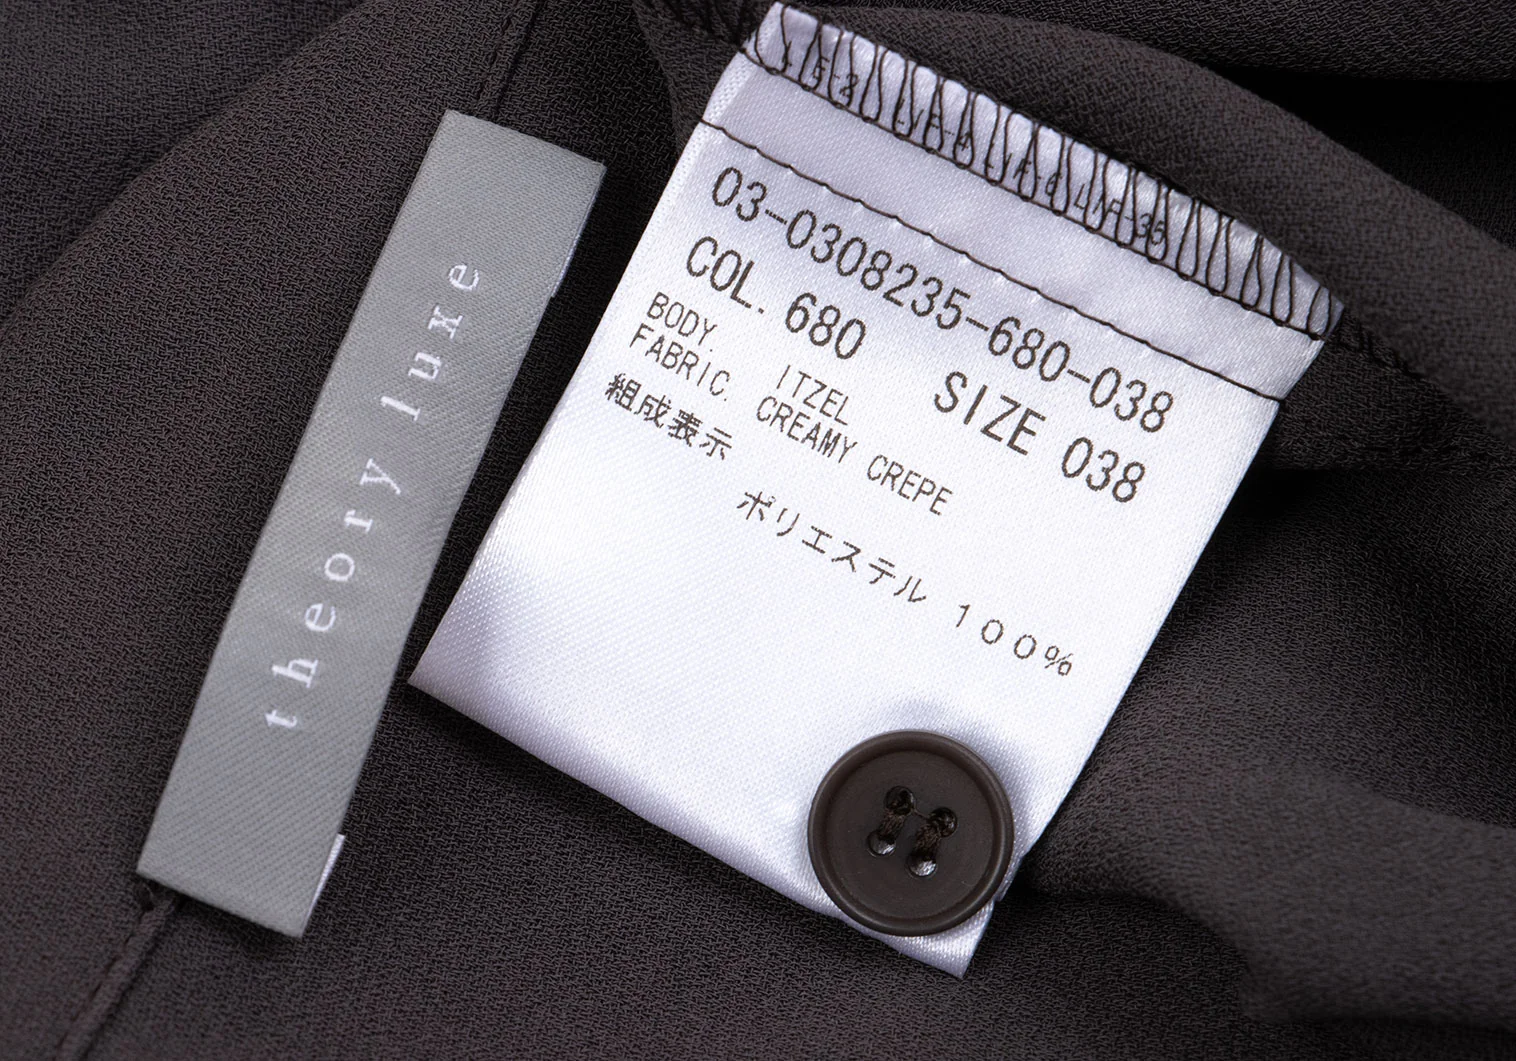 theory luxe
03-0308235-680-038
COL. 680 SIZE 038
BODY. ITZEL
FABRIC. CREAMY CREPE
組成表示
ポリエステル 100%